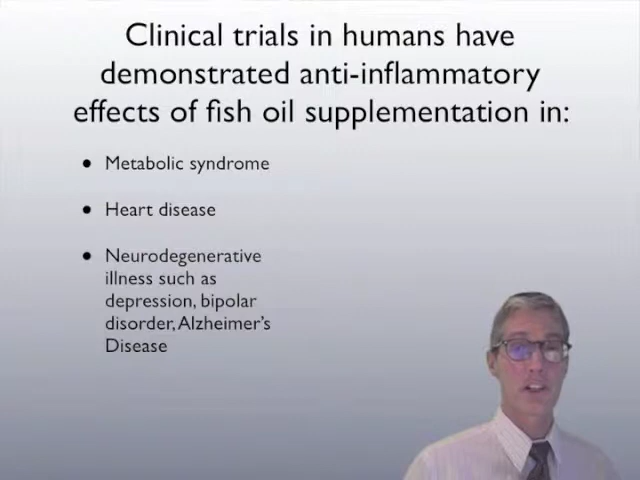 Clinical trials in humans have
demonstrated anti-inflammatory
effects of fish oil supplementation in:
• Metabolic syndrome
• Heart disease
• Neurodegenerative
illness such as
depression, bipolar
disorder, Alzheimer's
Disease